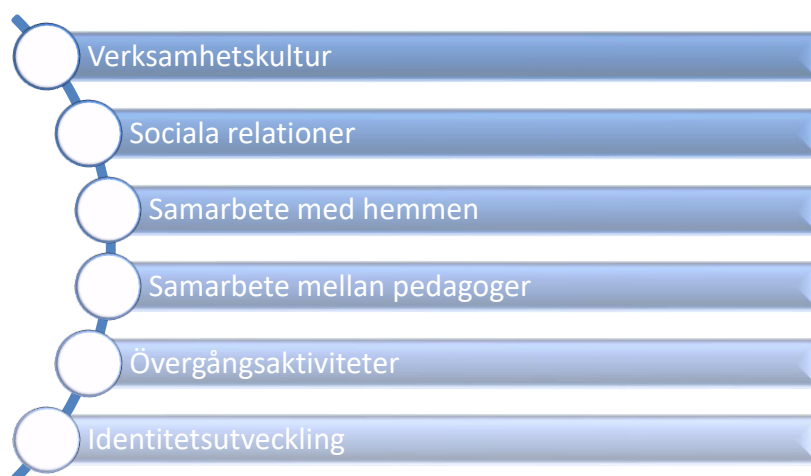 Verksamhetskultur
Sociala relationer
Samarbete med hemmen
Samarbete mellan pedagoger
Övergångsaktiviteter
Identitetsutveckling